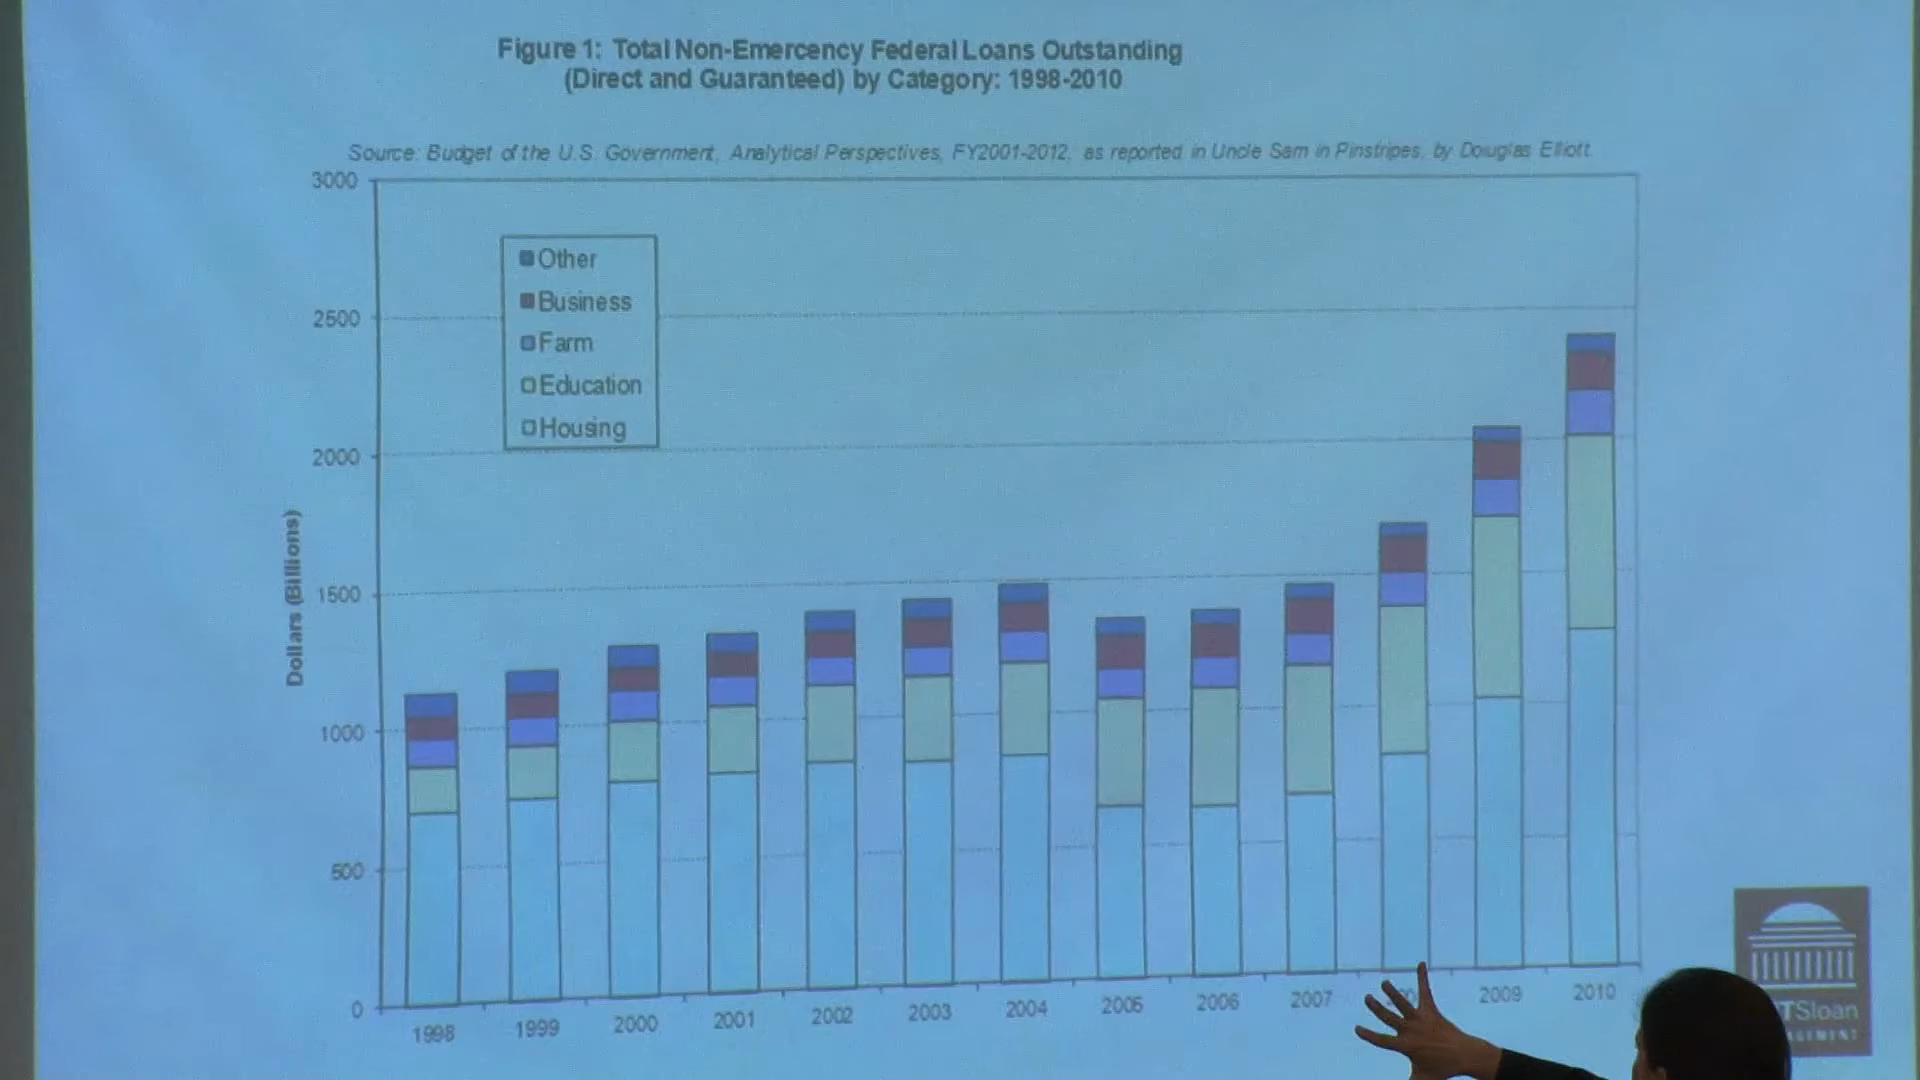 Figure 1: Total Non-Emercency Federal Loans Outstanding
(Direct and Guaranteed) by Category: 1998-2010
Source: Budget of the U.S. Government, Analytical Perspectives, FY2001-2012, as reported in Uncle Sam in Pinstripes, by Douglas Elliott
3000
2500
2000
1500
1000
500
0
Dollars (Billions)
Other
Business
Farm
Education
Housing
1998
1999
2000
2001
2002
2003
2004
2005
2006
2007
2009
2010
TSloan